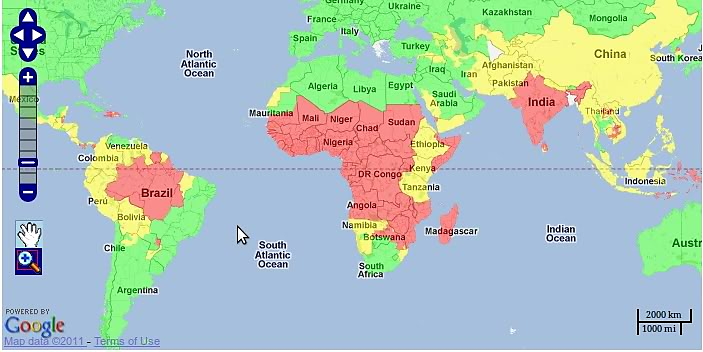 Germany
Ukraine
Kazakhstan
France
Mongolia
Italy
Spain
Turkey
States
North
Atlantic
Ocean
China
South Korea
Afghanistan
Iraq
Iran
Algeria
Libya
Egypt
Pakistan
Saudi
Arabia
México
India
Mauritania
Mali
Niger
Chad
Sudan
Thailand
Nigeria
Ethiopia
Venezuela
Colombia
Kenya
DR Congo
Indonesia
Tanzania
Brazil
Perú
Angola
Bolivia
Namibia
Madagascar
Botswana
Indian
Ocean
Chile
South
Atlantic
Ocean
Austr
South
Africa
Argentina
POWERED BY
Google
2000 km
1000 mi
Map data ©2011 - Terms of Use